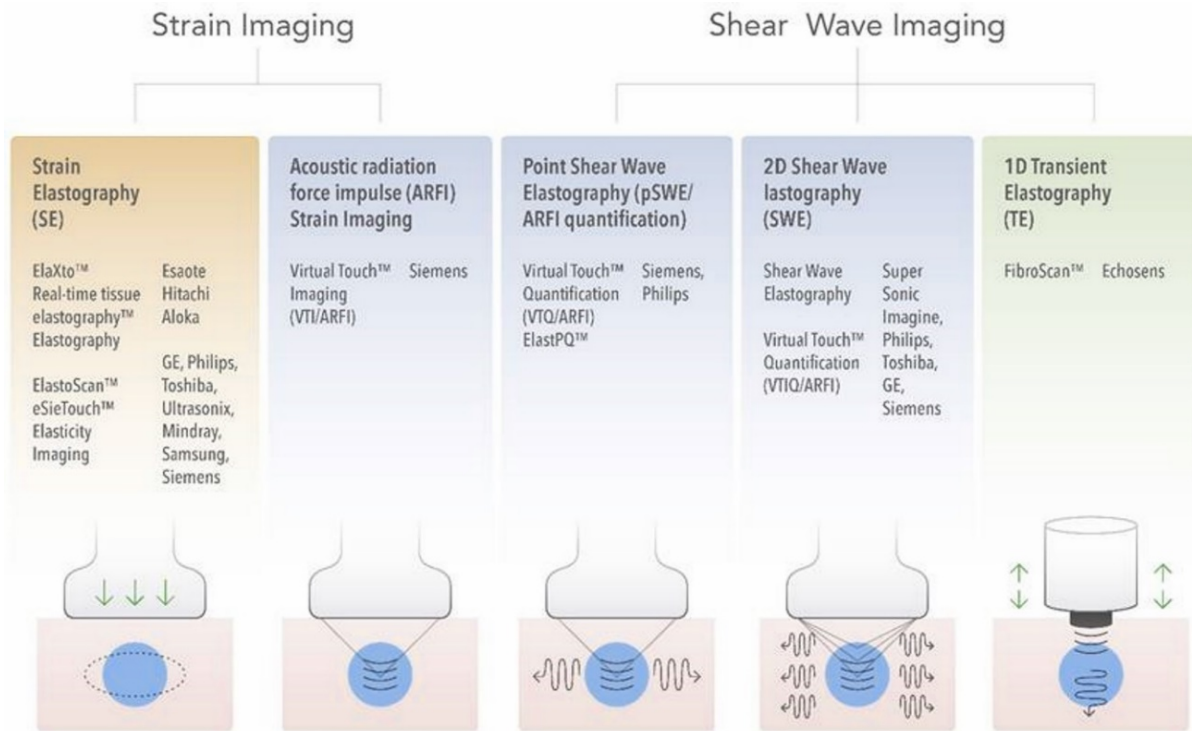 Strain Imaging
Shear Wave Imaging
Strain
Elastography
(SE)
ElaXto™
Real-time tissue
elastography™
Elastography
ElastoScan™
eSieTouch™
Elasticity
Imaging
Esaote
Hitachi
Aloka
GE, Philips,
Toshiba,
Ultrasonix,
Mindray,
Samsung,
Siemens
Acoustic radiation
force impulse (ARFI)
Strain Imaging
Virtual Touch™
Imaging
(VTI/ARFI)
Siemens
Point Shear Wave
Elastography (pSWE/
ARFI quantification)
Virtual Touch™
Quantification
(VTQ/ARFI)
ElastPQ™
Siemens,
Philips
2D Shear Wave
lastography
(SWE)
Shear Wave
Elastography
Virtual Touch™
Quantification
(VTIQ/ARFI)
Super
Sonic
Imagine,
Philips,
Toshiba,
GE,
Siemens
1D Transient
Elastography
(TE)
FibroScan™
Echosens